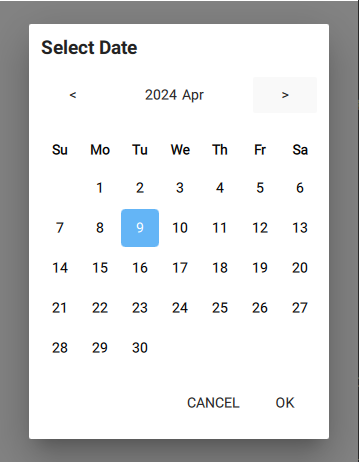 Select Date
< 2024 Apr >
Su Mo Tu We Th Fr Sa
1 2 3 4 5 6
7 8 9 10 11 12 13
14 15 16 17 18 19 20
21 22 23 24 25 26 27
28 29 30
CANCEL OK